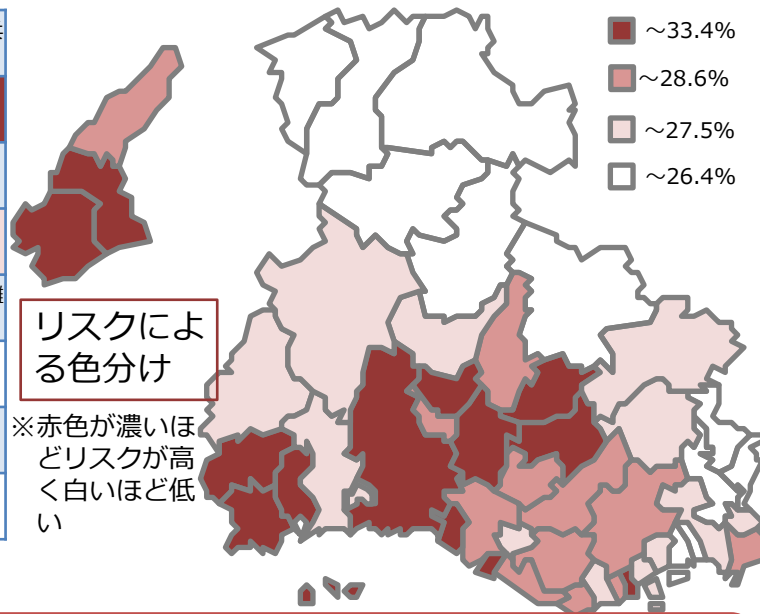 ～33.4%
～28.6%
～27.5%
～26.4%
リスクによ
る色分け
※赤色が濃いほ
どリスクが高
く白いほど低
い